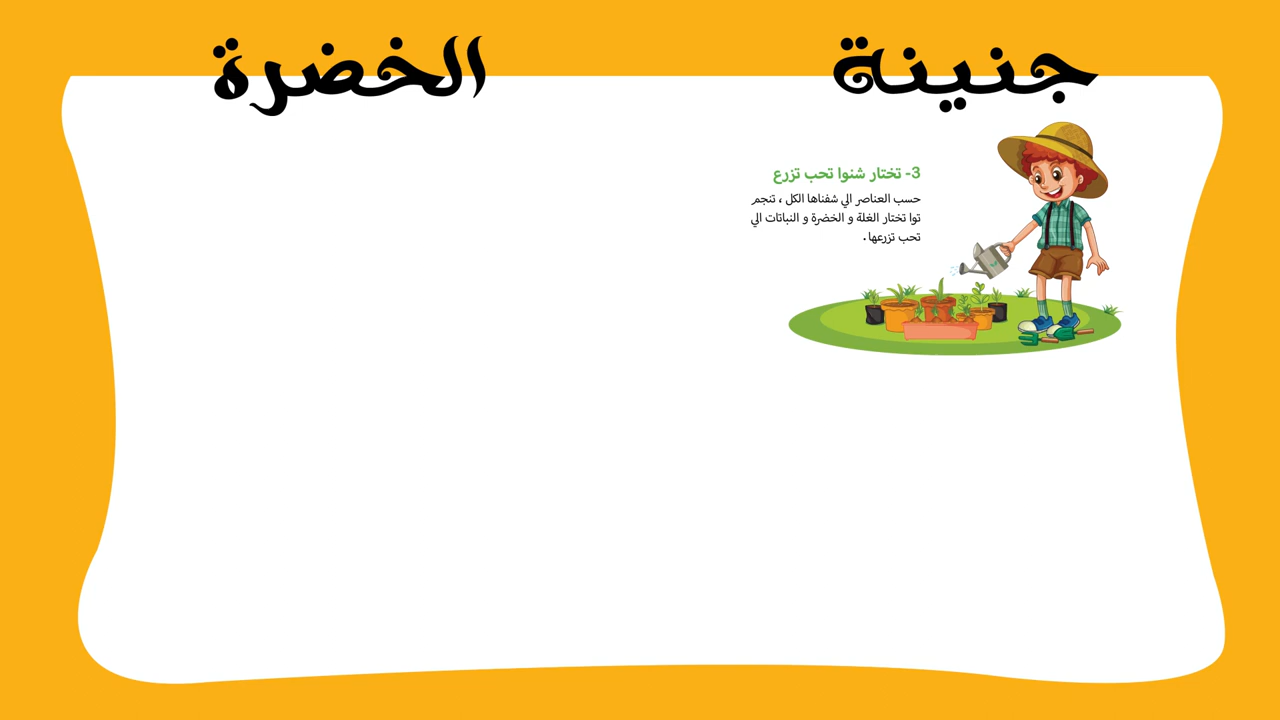 جنينة الخضرة
3- تختار شنوا تحب تزرع
حسب العناصر الي شفناها الكل ، تنجم
توا تختار الغلة و الخضرة و النباتات الي
تحب تزرعها .